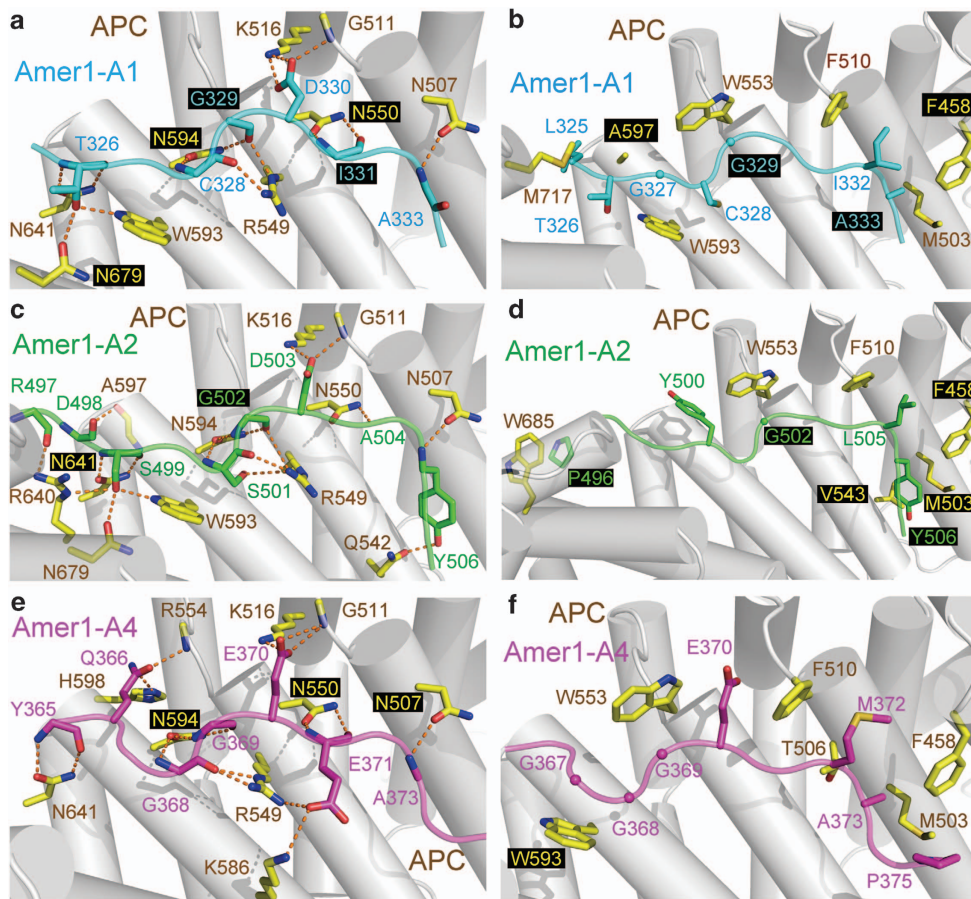 a
APC
K516
G511
Amer1-A1
G329
D330
N507
N594
N550
T326
C328
I331
A333
N641
W593
R549
N679
b
APC
Amer1-A1
W553
F510
F458
L325
A597
G329
M717
G327
I332
T326
C328
A333
W593
M503
c
APC
K516
G511
Amer1-A2
D503
R497
A597
G502
N550
N507
D498
N594
A504
N641
S499
R640
S501
R549
W593
Q542
Y506
N679
d
APC
Amer1-A2
W553
F510
Y500
F458
W685
G502
L505
P496
V543
M503
Y506
e
R554
K516
G511
Amer1-A4
Q366
E370
H598
N550
N507
Y365
N594
G369
E371
N641
G368
R549
A373
K586
APC
f
APC
Amer1-A4
E370
F510
W553
M372
T506
F458
G367
G369
G368
A373
M503
W593
P375